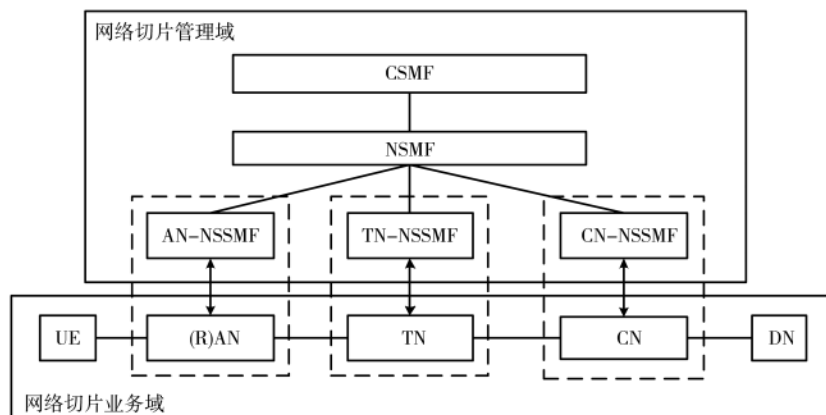 网络切片管理域
CSMF
NSMF
AN-NSSMF
TN-NSSMF
CN-NSSMF
UE
(R)AN
TN
CN
DN
网络切片业务域